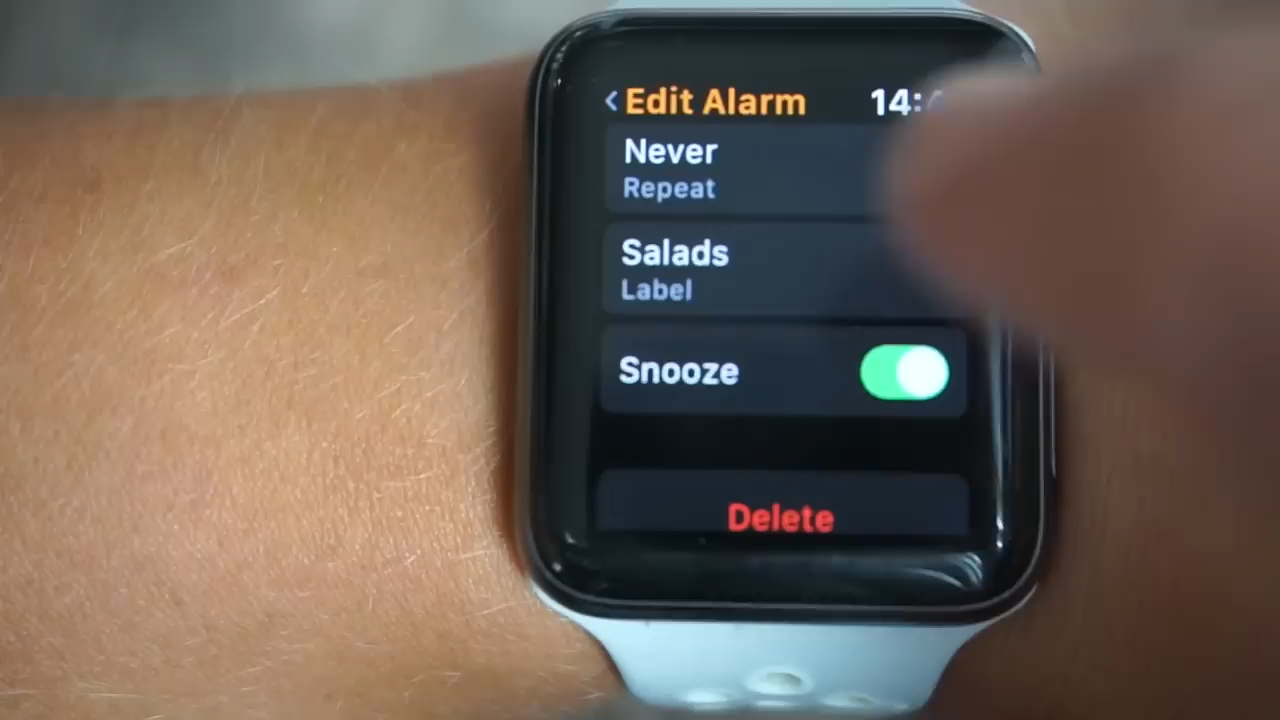 Edit Alarm 14:
Never
Repeat
Salads
Label
Snooze
Delete